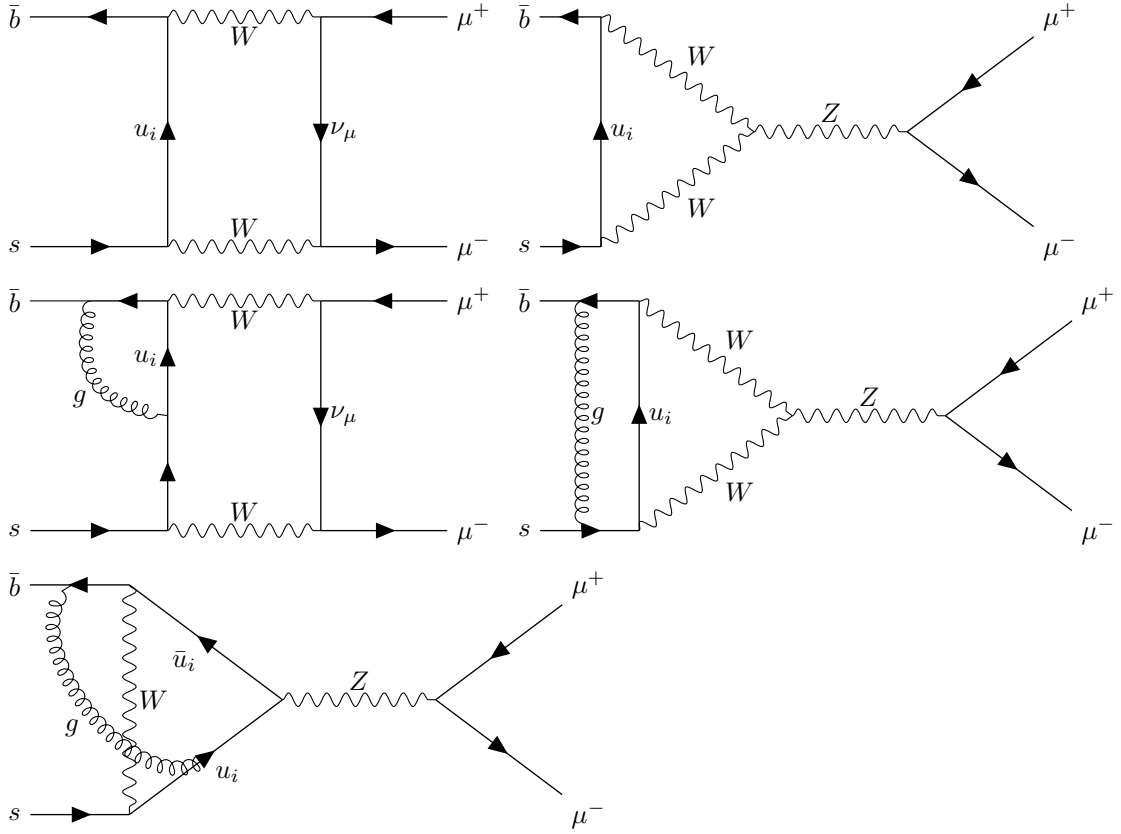 b̄ W μ⁺
u_i ν_μ
s W μ⁻
b̄ W μ⁺
u_i Z
s W μ⁻
b̄ W μ⁺
u_i
g ν_μ
s W μ⁻
b̄ W μ⁺
g u_i Z
s W μ⁻
b̄ μ⁺
ū_i
W Z
g
u_i
s μ⁻